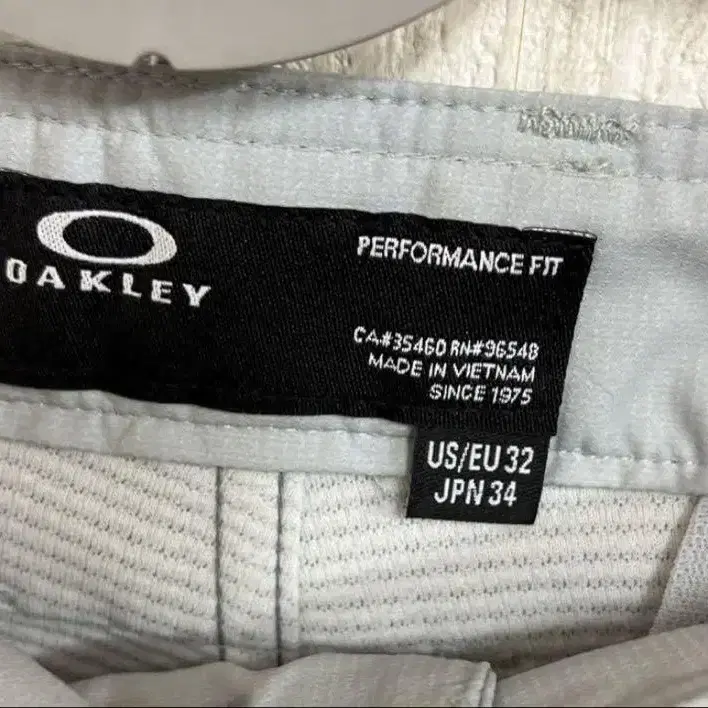 OAKLEY
PERFORMANCE FIT
CA#35460 RN#96548
MADE IN VIETNAM
SINCE 1975
US/EU 32
JPN 34